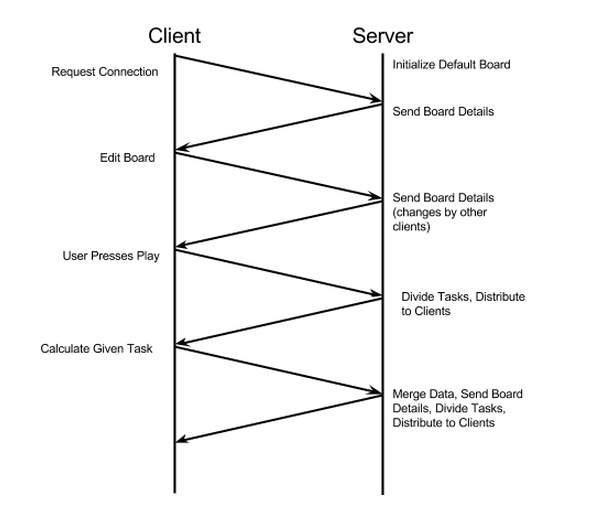 Client
Server
Initialize Default Board
Request Connection
Send Board Details
Edit Board
Send Board Details
(changes by other
clients)
User Presses Play
Divide Tasks, Distribute
to Clients
Calculate Given Task
Merge Data, Send Board
Details, Divide Tasks,
Distribute to Clients